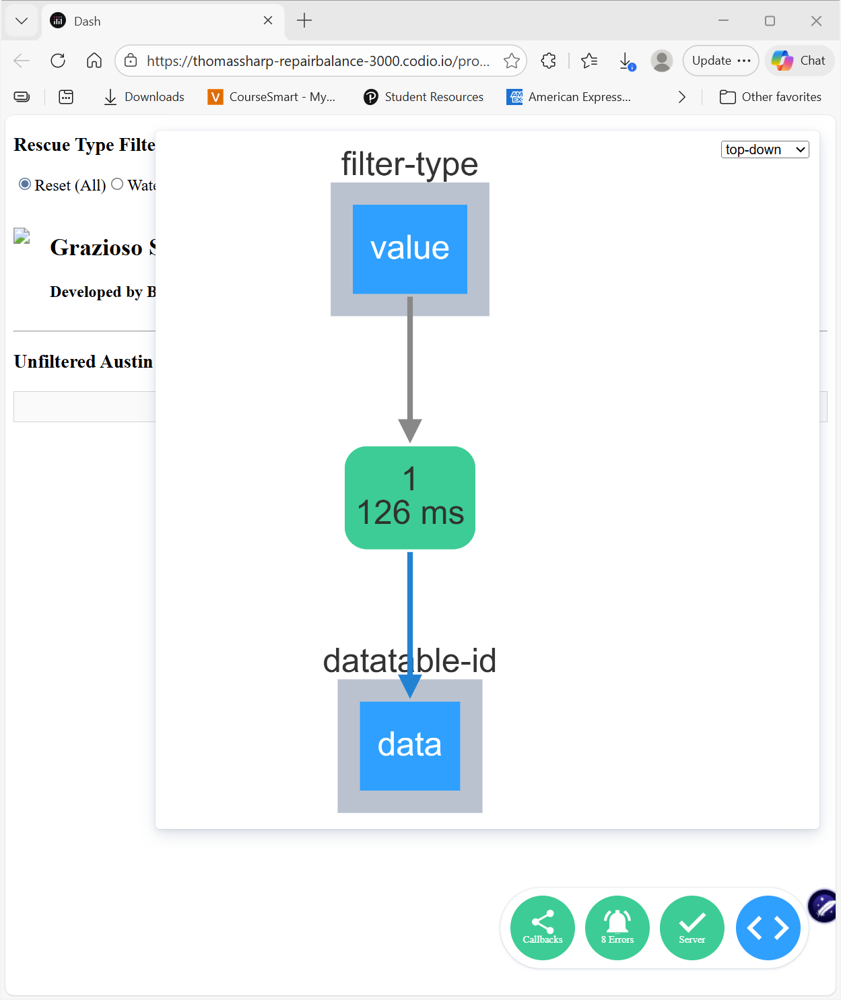 Dash
https://thomassharp-repairbalance-3000.codio.io/pro...
Update
Chat
Downloads
CourseSmart - My...
Student Resources
American Express...
Other favorites
Rescue Type Filte
Reset (All)
Wate
Grazioso S
Developed by B
Unfiltered Austin
top-down
filter-type
value
1
126 ms
datatable-id
data
Callbacks
8 Errors
Server